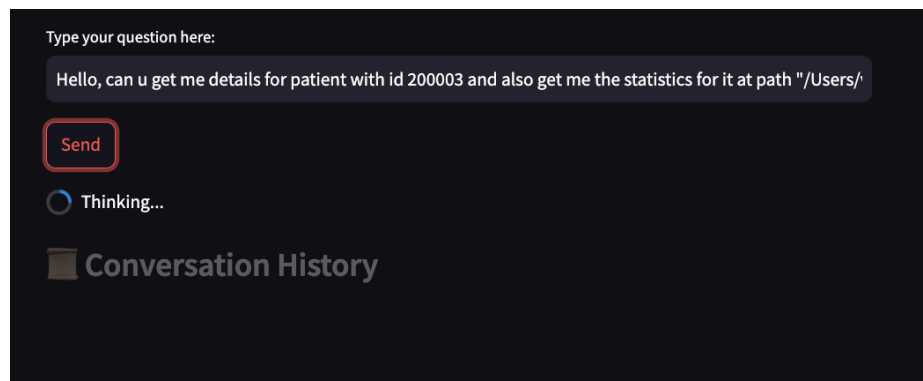 Type your question here:
Hello, can u get me details for patient with id 200003 and also get me the statistics for it at path "/Users/
Send
Thinking...
Conversation History